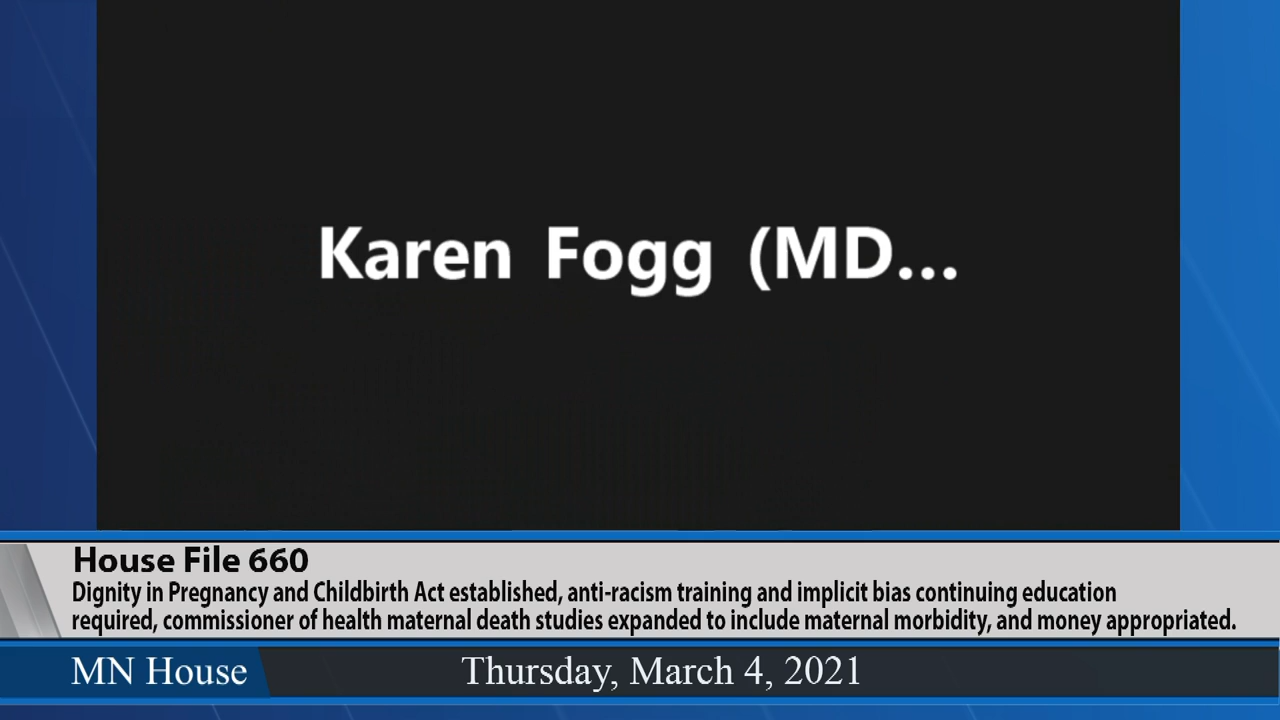 Karen Fogg (MD...
House File 660
Dignity in Pregnancy and Childbirth Act established, anti-racism training and implicit bias continuing education
required, commissioner of health maternal death studies expanded to include maternal morbidity, and money appropriated.
MN House
Thursday, March 4, 2021